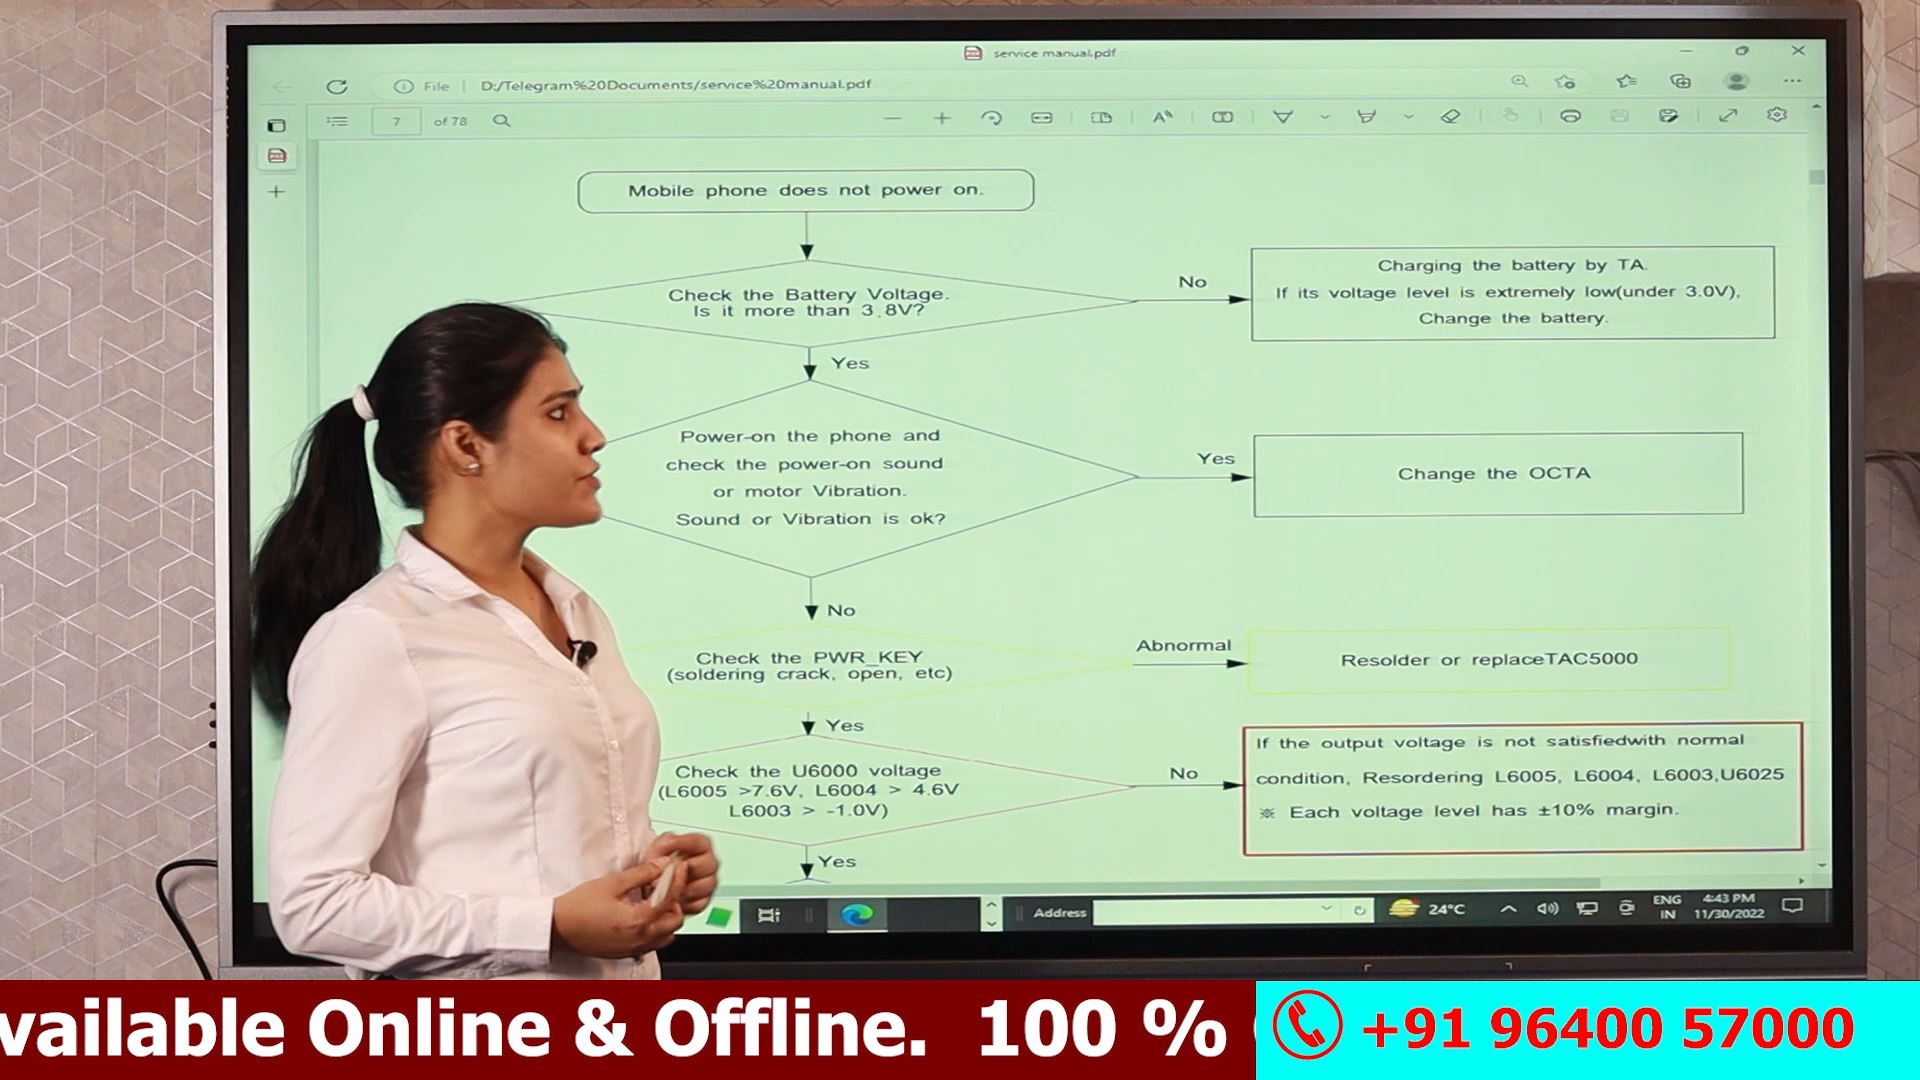 service manual.pdf
File D:/Telegram%20Documents/service%20manual.pdf
7 of 78
Mobile phone does not power on.
Check the Battery Voltage.
Is it more than 3.8V?
No
Charging the battery by TA.
If its voltage level is extremely low(under 3.0V),
Change the battery.
Yes
Power-on the phone and
check the power-on sound
or motor Vibration.
Sound or Vibration is ok?
Yes
Change the OCTA
No
Check the PWR_KEY
(soldering crack, open, etc)
Abnormal
Resolder or replaceTAC5000
Yes
Check the U6000 voltage
(L6005 >7.6V, L6004 > 4.6V
L6003 > -1.0V)
No
If the output voltage is not satisfiedwith normal
condition, Resordering L6005, L6004, L6003,U6025
※ Each voltage level has ±10% margin.
Yes
Address
24°C
ENG
IN
4:43 PM
11/30/2022
vailable Online & Offline. 100 %
+91 96400 57000